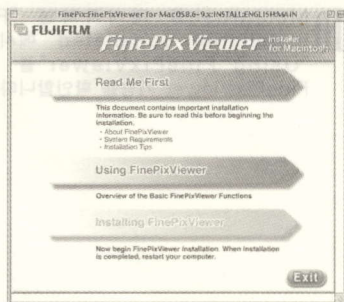 FinePix:FinePixViewer for MacOS8.6-9.x:INSTALL:ENGLISH:MAIN
FUJIFILM
FinePixViewer Installer
for Macintosh
Read Me First
This document contains important installation
information. Be sure to read this before beginning the
installation.
- About FinePixViewer
- System Requirements
- Installation Tips
Using FinePixViewer
Overview of the Basic FinePixViewer Functions
Installing FinePixViewer
Now begin FinePixViewer Installation. When installation
is completed, restart your computer.
Exit